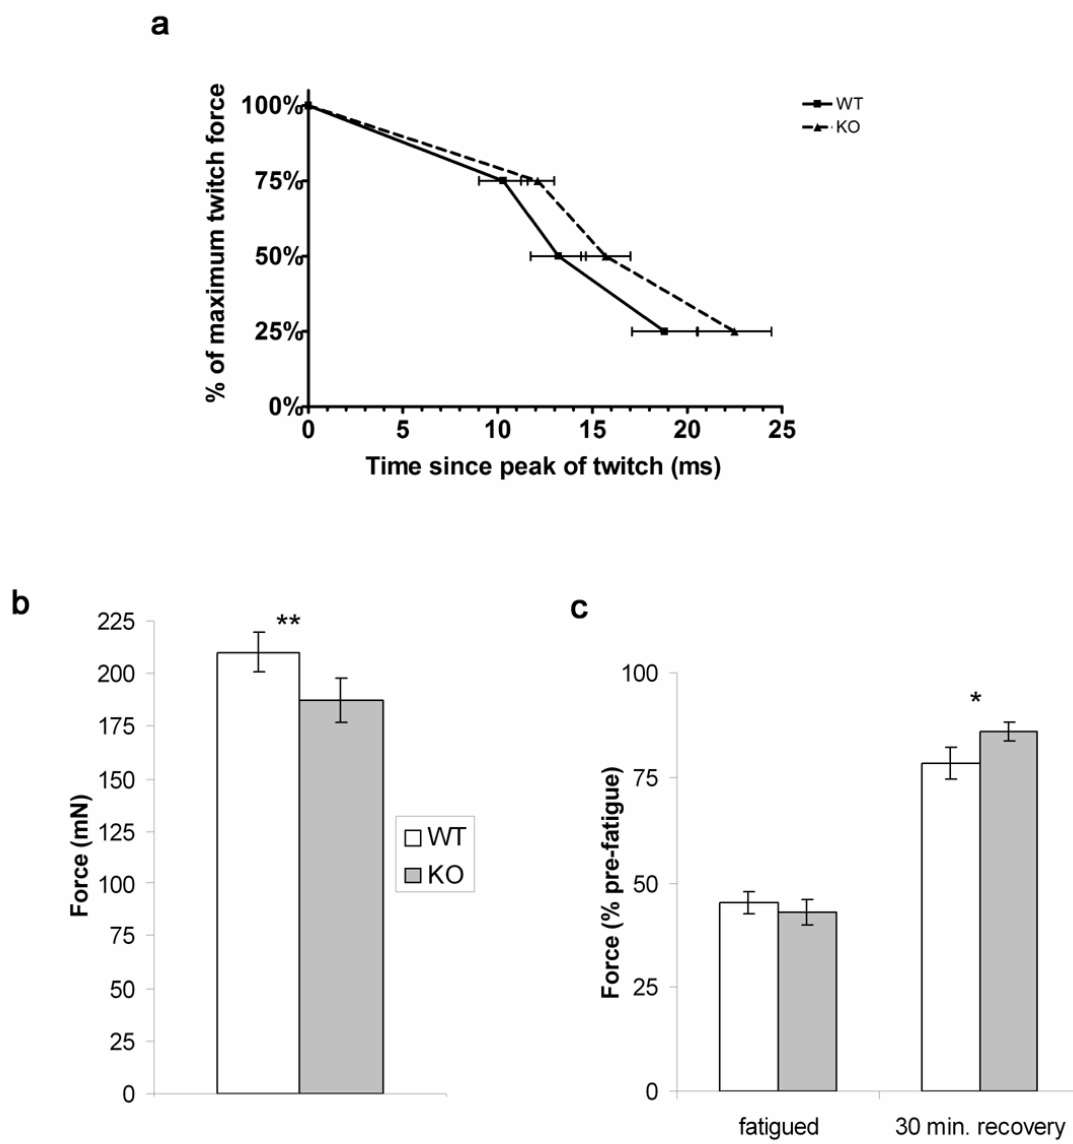 a
% of maximum twitch force
100%
75%
50%
25%
0%
0 5 10 15 20 25
Time since peak of twitch (ms)
WT
KO
b
Force (mN)
225
200
175
150
125
100
75
50
25
0
**
WT
KO
c
Force (% pre-fatigue)
100
75
50
25
0
*
fatigued 30 min. recovery